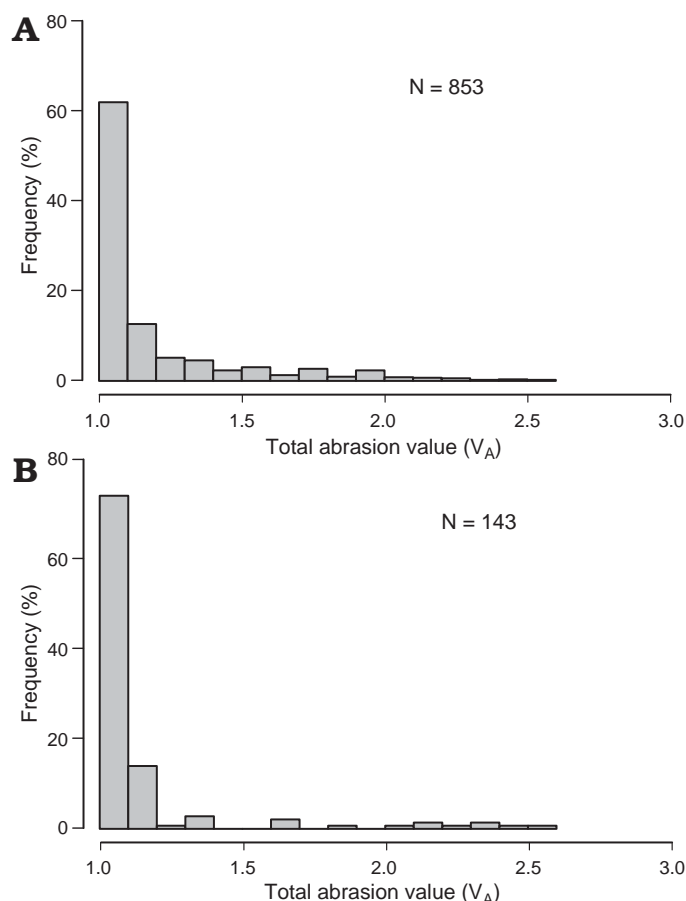 A
80
N = 853
60
40
20
0
Frequency (%)
1.0 1.5 2.0 2.5 3.0
Total abrasion value (VA)
B
80
N = 143
60
40
20
0
Frequency (%)
1.0 1.5 2.0 2.5 3.0
Total abrasion value (VA)